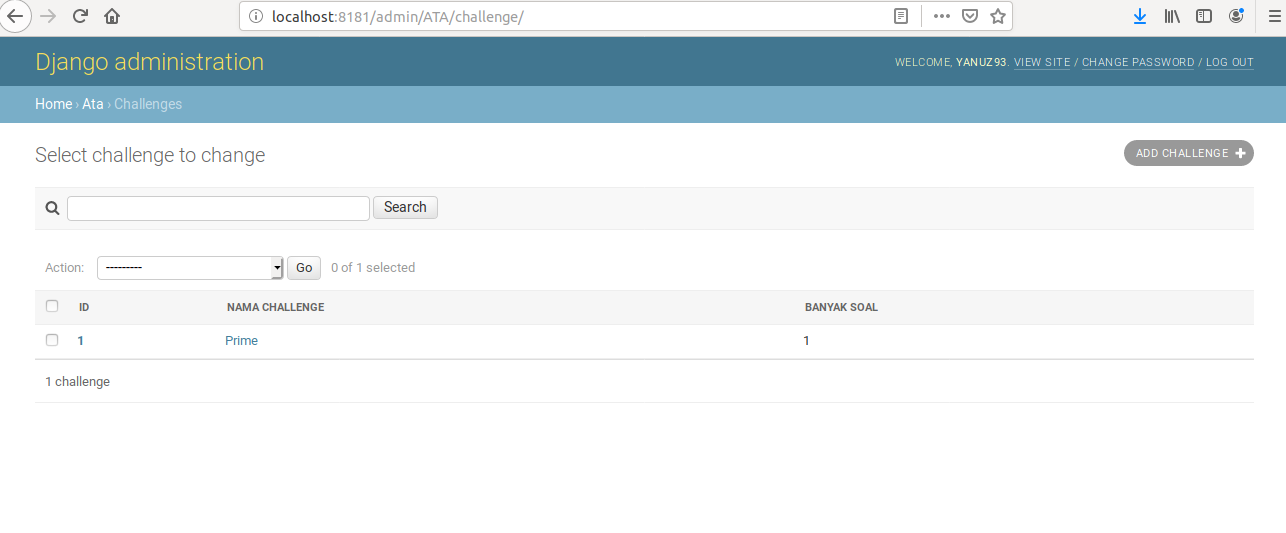 localhost:8181/admin/ATA/challenge/
Django administration
WELCOME, YANUZ93. VIEW SITE / CHANGE PASSWORD / LOG OUT
Home › Ata › Challenges
Select challenge to change
ADD CHALLENGE +
Search
Action: --------- Go 0 of 1 selected
ID NAMA CHALLENGE BANYAK SOAL
1 Prime 1
1 challenge